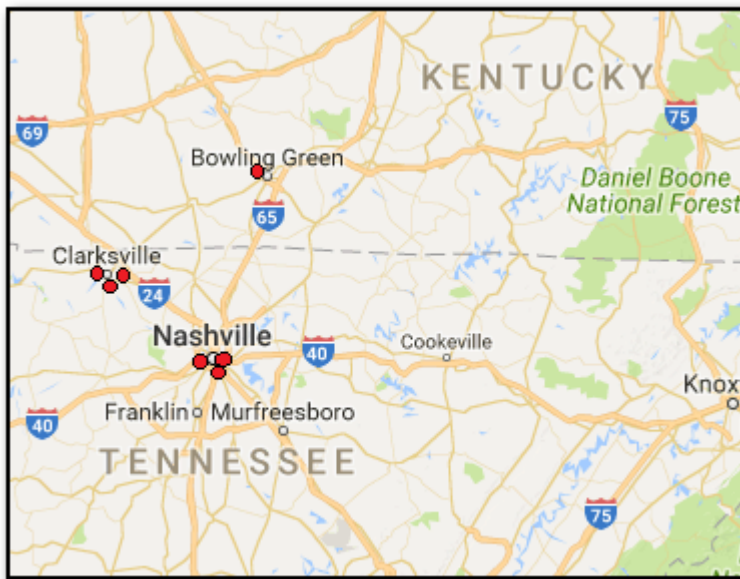 KENTUCKY
75
69
Bowling Green
Daniel Boone
National Forest
65
Clarksville
24
Nashville
40
Cookeville
Knox
Franklin
Murfreesboro
40
TENNESSEE
75